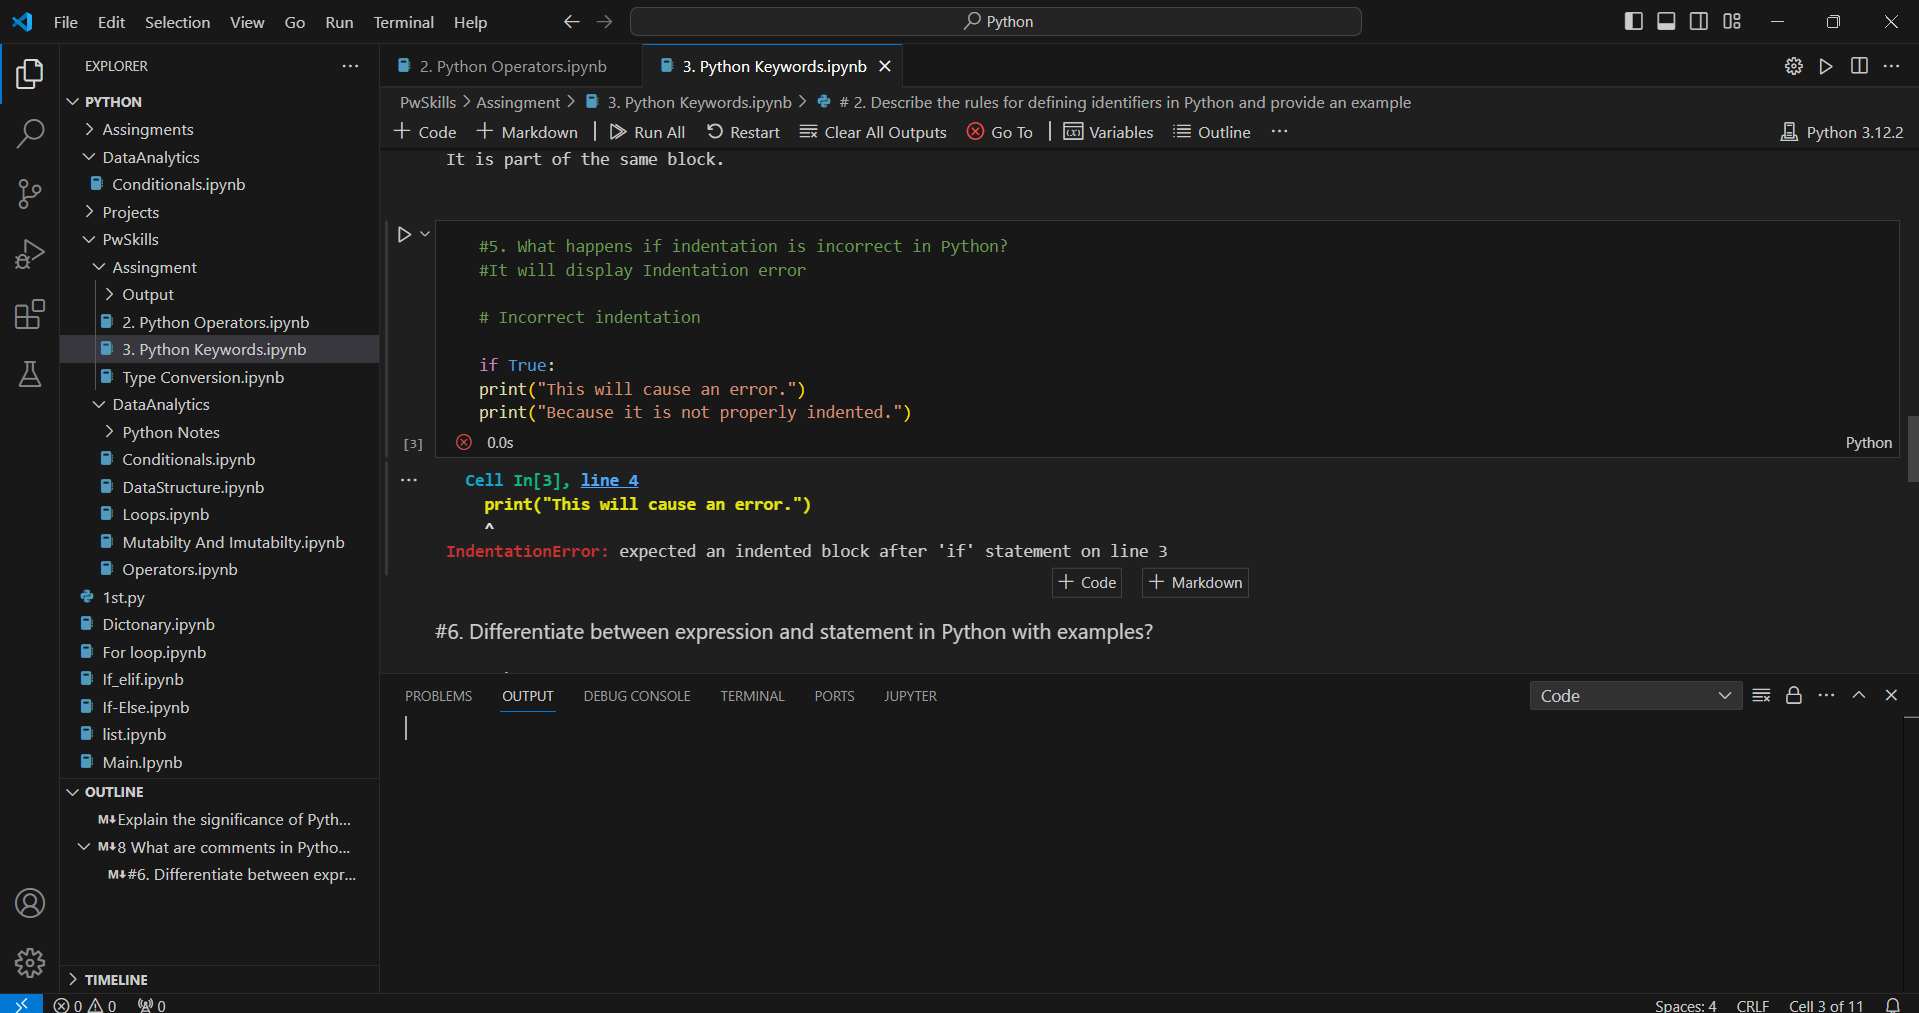 File Edit Selection View Go Run Terminal Help
Python
EXPLORER
PYTHON
Assingments
DataAnalytics
Conditionals.ipynb
Projects
PwSkills
Assingment
Output
2. Python Operators.ipynb
3. Python Keywords.ipynb
Type Conversion.ipynb
DataAnalytics
Python Notes
Conditionals.ipynb
DataStructure.ipynb
Loops.ipynb
Mutabilty And Imutabilty.ipynb
Operators.ipynb
1st.py
Dictonary.ipynb
For loop.ipynb
If_elif.ipynb
If-Else.ipynb
list.ipynb
Main.Ipynb
OUTLINE
M↓Explain the significance of Pyth...
M↓8 What are comments in Pytho...
M↓#6. Differentiate between expr...
TIMELINE
2. Python Operators.ipynb 3. Python Keywords.ipynb
PwSkills > Assingment > 3. Python Keywords.ipynb > # 2. Describe the rules for defining identifiers in Python and provide an example
+ Code + Markdown Run All Restart Clear All Outputs Go To Variables Outline ... Python 3.12.2
It is part of the same block.
#5. What happens if indentation is incorrect in Python?
#It will display Indentation error
# Incorrect indentation
if True:
print("This will cause an error.")
print("Because it is not properly indented.")
[3] 0.0s Python
Cell In[3], line 4
print("This will cause an error.")
^
IndentationError: expected an indented block after 'if' statement on line 3
+ Code + Markdown
#6. Differentiate between expression and statement in Python with examples?
PROBLEMS OUTPUT DEBUG CONSOLE TERMINAL PORTS JUPYTER Code
0 0 0 Spaces: 4 CRLF Cell 3 of 11